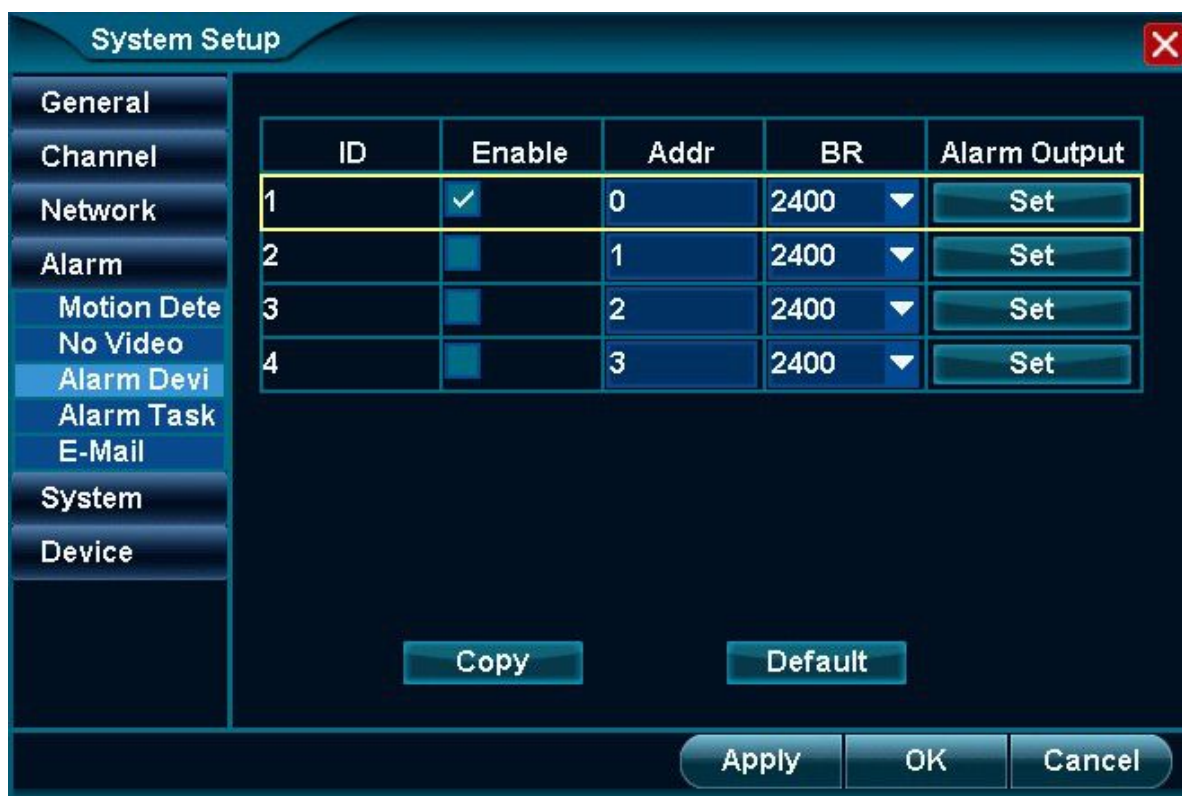 System Setup
General
Channel
Network
Alarm
Motion Dete
No Video
Alarm Devi
Alarm Task
E-Mail
System
Device
ID Enable Addr BR Alarm Output
1 0 2400 Set
2 1 2400 Set
3 2 2400 Set
4 3 2400 Set
Copy Default
Apply OK Cancel